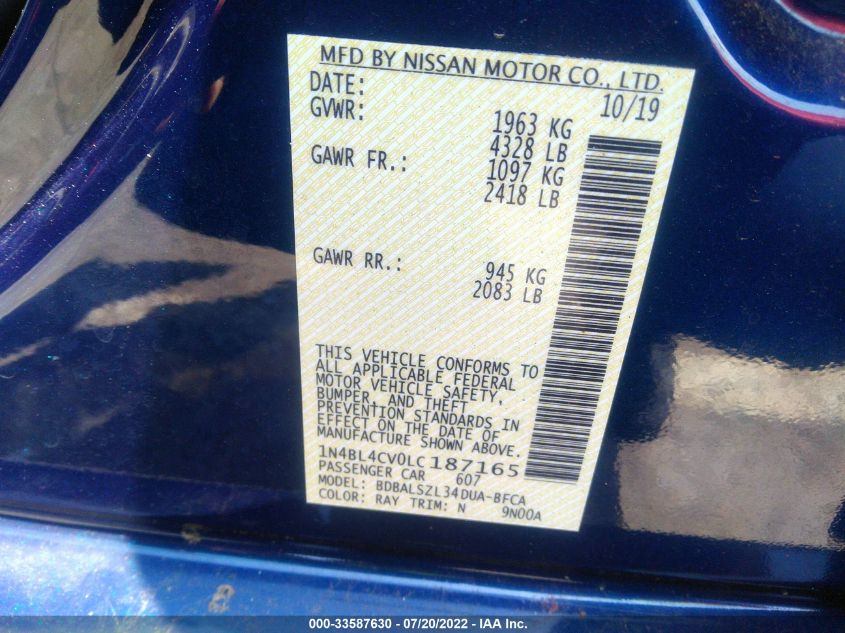 MFD BY NISSAN MOTOR CO., LTD.
DATE: 10/19
GVWR: 1963 KG
4328 LB
GAWR FR.: 1097 KG
2418 LB
GAWR RR.: 945 KG
2083 LB
THIS VEHICLE CONFORMS TO
ALL APPLICABLE FEDERAL
MOTOR VEHICLE SAFETY,
BUMPER, AND THEFT
PREVENTION STANDARDS IN
EFFECT ON THE DATE OF
MANUFACTURE SHOWN ABOVE.
1N4BL4CV0LC187165
PASSENGER CAR 607
MODEL: BDBALSZL34DUA-BFCA
COLOR: RAY TRIM: N 9N00A
000-33587630 - 07/20/2022 - IAA Inc.